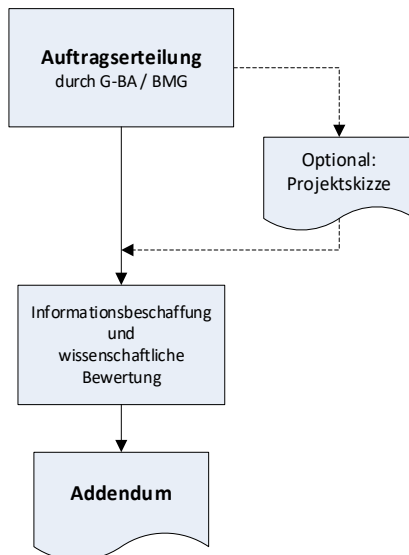 Auftragserteilung
durch G-BA / BMG
Optional:
Projektskizze
Informationsbeschaffung
und
wissenschaftliche
Bewertung
Addendum